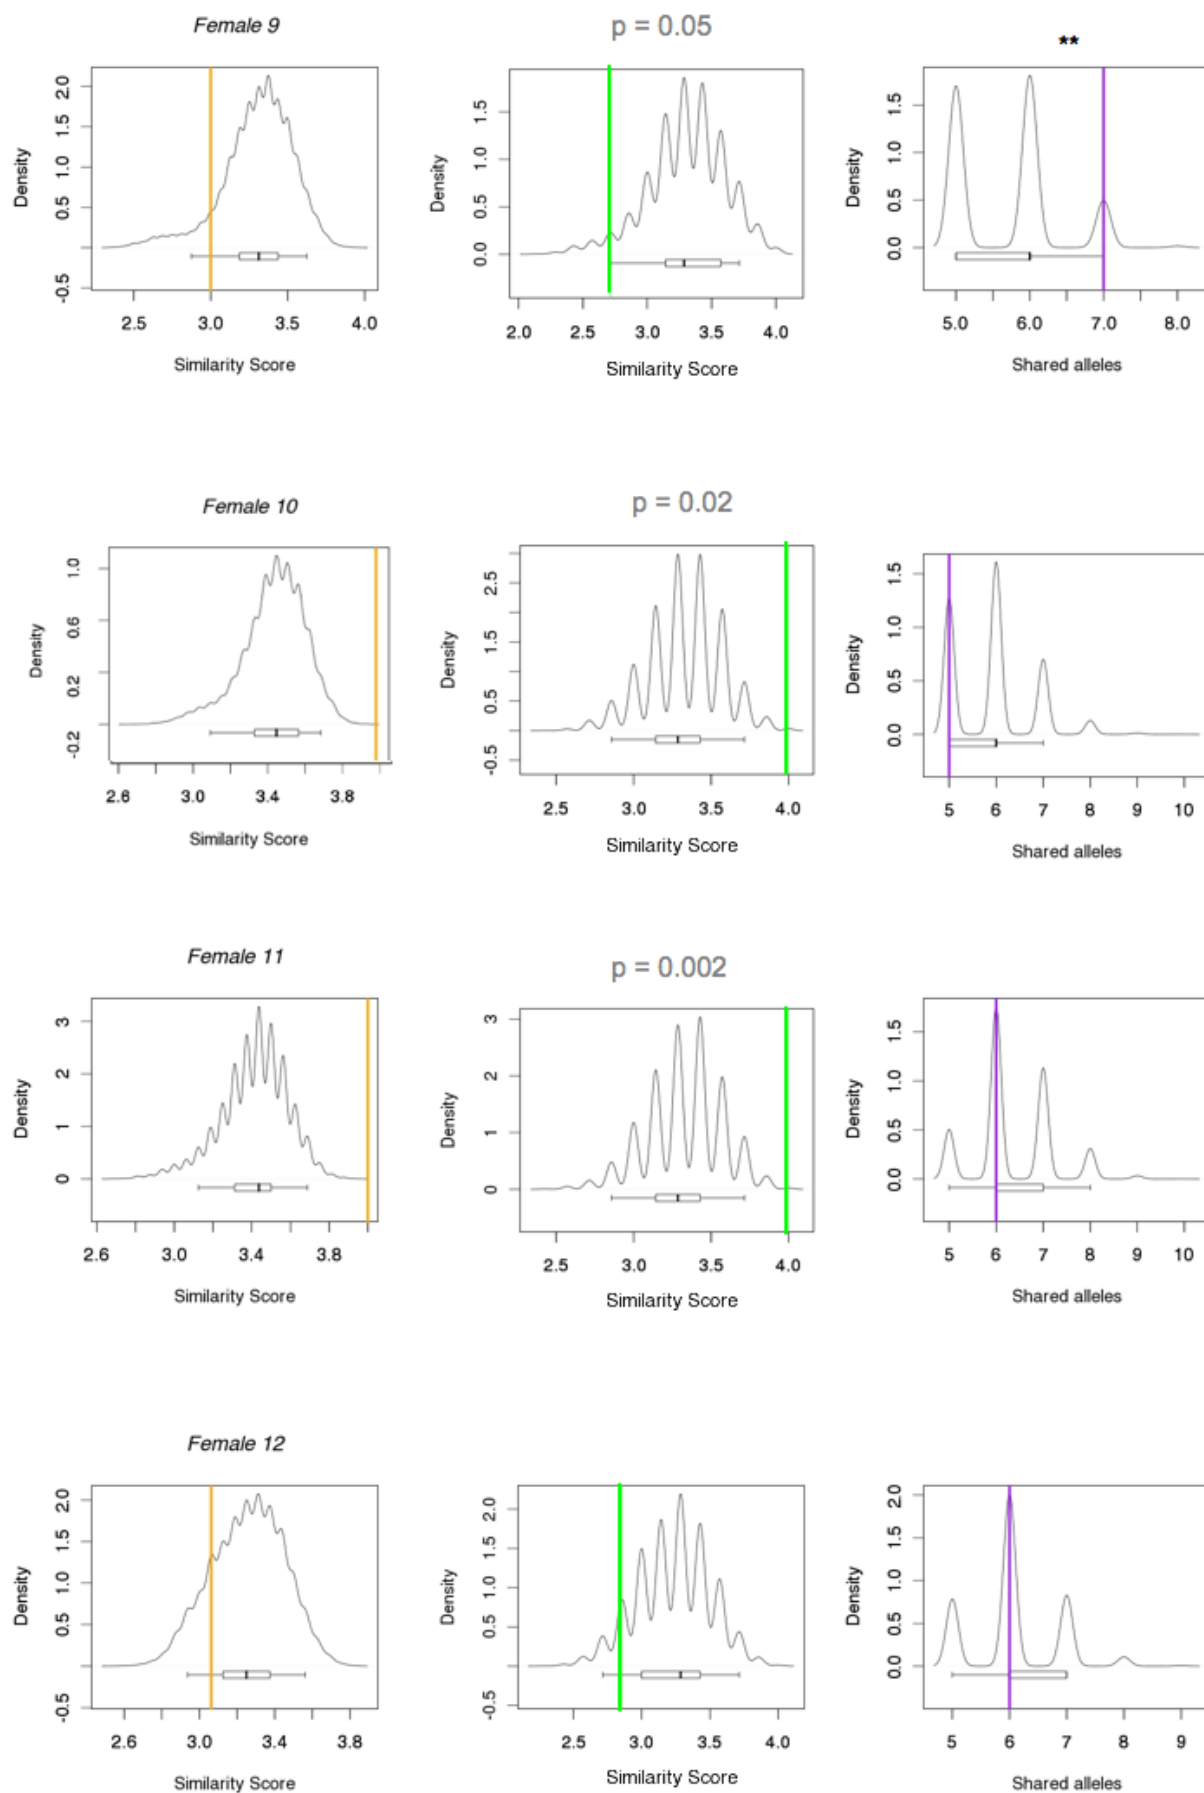 Female 9
p = 0.05
**
Density
2.0
1.5
1.0
0.5
-0.5
2.5 3.0 3.5 4.0
Similarity Score
Density
1.5
1.0
0.5
0.0
2.0 2.5 3.0 3.5 4.0
Similarity Score
Density
1.5
1.0
0.5
0.0
5.0 6.0 7.0 8.0
Shared alleles
Female 10
p = 0.02
Density
1.0
0.6
0.2
-0.2
2.6 3.0 3.4 3.8
Similarity Score
Density
2.5
1.5
0.5
-0.5
2.5 3.0 3.5 4.0
Similarity Score
Density
1.5
1.0
0.5
0.0
5 6 7 8 9 10
Shared alleles
Female 11
p = 0.002
Density
3
2
1
0
2.6 3.0 3.4 3.8
Similarity Score
Density
3
2
1
0
2.5 3.0 3.5 4.0
Similarity Score
Density
1.5
1.0
0.5
0.0
5 6 7 8 9 10
Shared alleles
Female 12
Density
2.0
1.5
1.0
0.5
-0.5
2.6 3.0 3.4 3.8
Similarity Score
Density
2.0
1.5
1.0
0.5
-0.5
2.5 3.0 3.5 4.0
Similarity Score
Density
2.0
1.5
1.0
0.5
0.0
5 6 7 8 9
Shared alleles